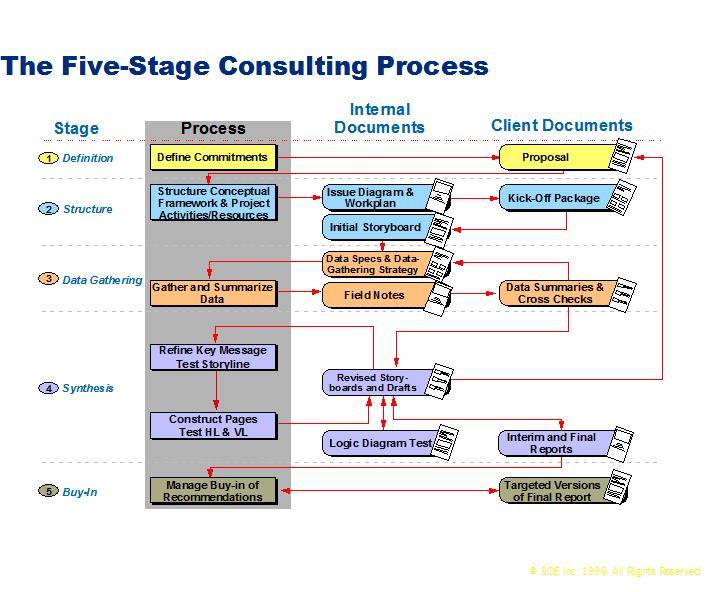 The Five-Stage Consulting Process
Stage
Process
Internal
Documents
Client Documents
1
Definition
Define Commitments
Proposal
2
Structure
Structure Conceptual
Framework & Project
Activities/Resources
Issue Diagram &
Workplan
Kick-Off Package
Initial Storyboard
3
Data Gathering
Data Specs & Data-
Gathering Strategy
Gather and Summarize
Data
Field Notes
Data Summaries &
Cross Checks
4
Synthesis
Refine Key Message
Test Storyline
Revised Story-
boards and Drafts
Construct Pages
Test HL & VL
Logic Diagram Test
Interim and Final
Reports
5
Buy-In
Manage Buy-in of
Recommendations
Targeted Versions
of Final Report
© SOE Inc. 1996. All Rights Reserved